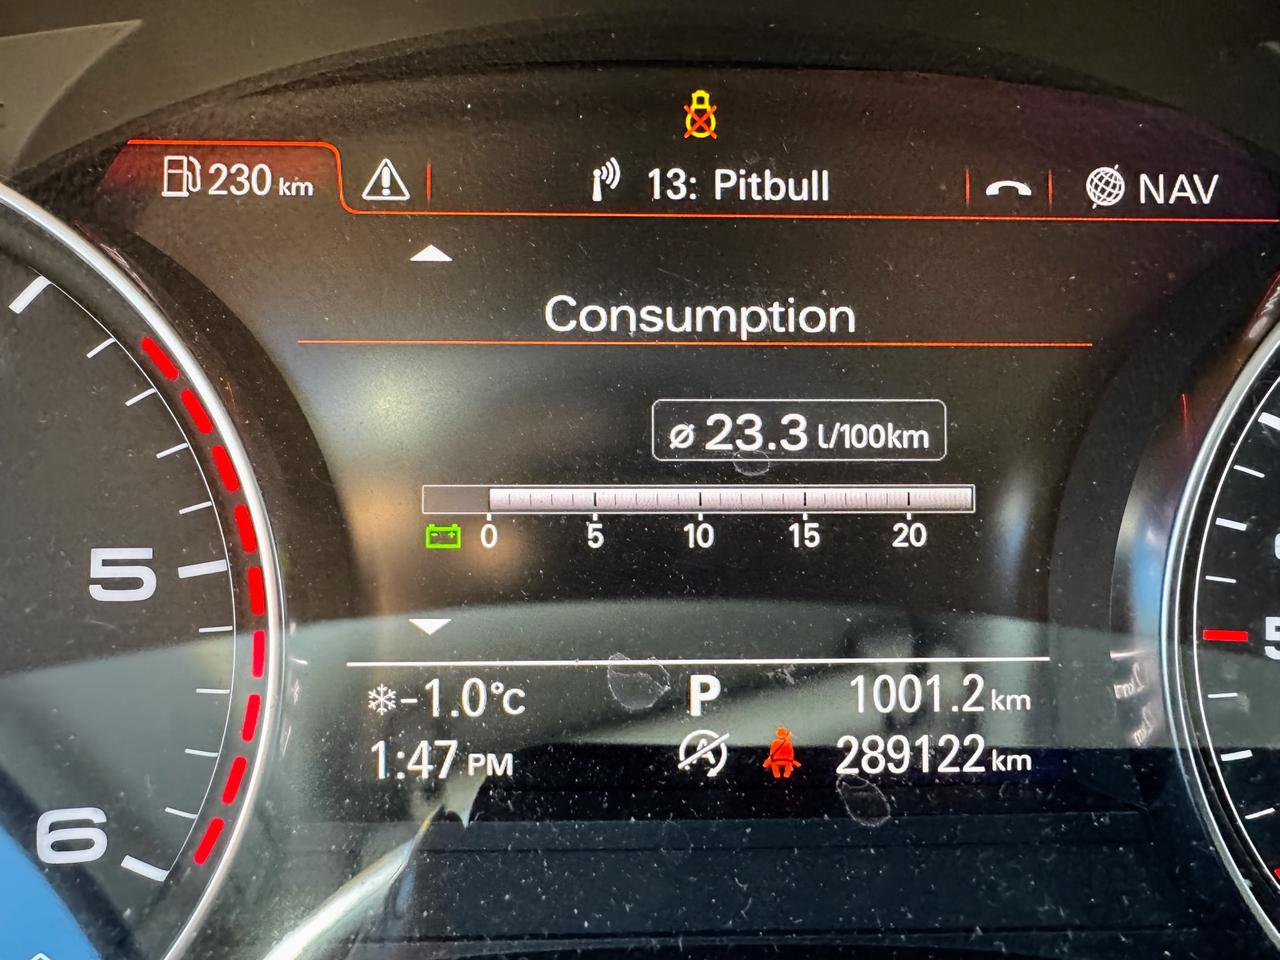 230 km
13: Pitbull
NAV
Consumption
ø 23.3 l/100km
0 5 10 15 20
-1.0°C P 1001.2 km
1:47 PM A 289122 km
5
6